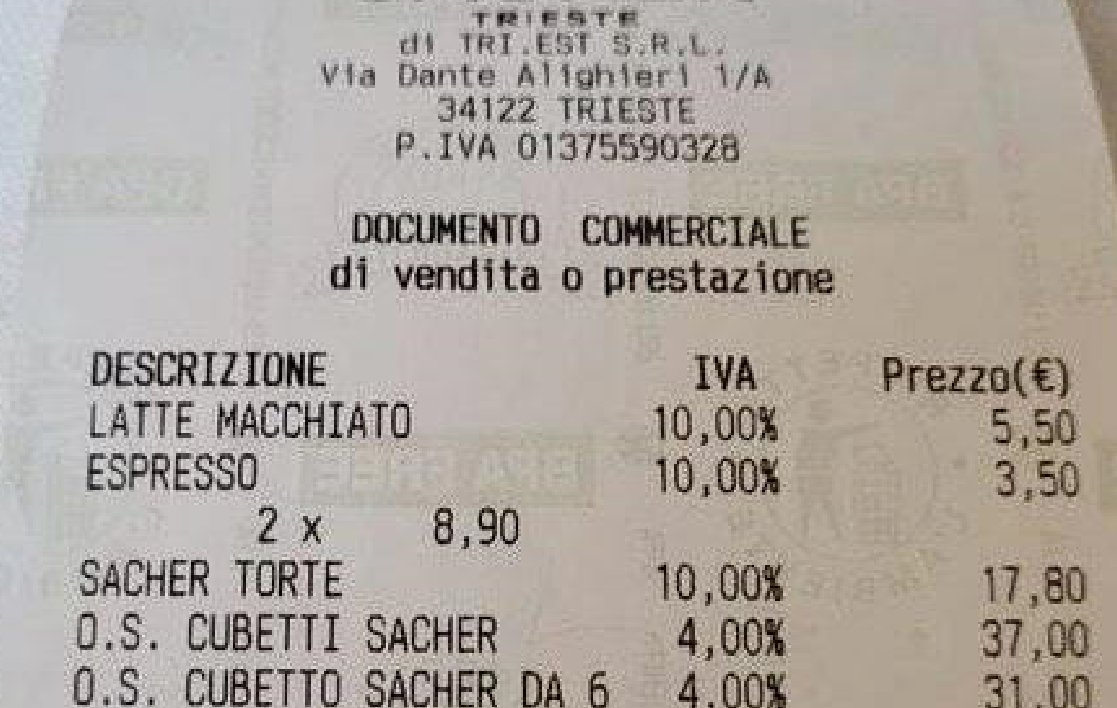 TRIESTE
di TRI.EST S.R.L.
Via Dante Alighieri 1/A
34122 TRIESTE
P.IVA 01375590328
DOCUMENTO COMMERCIALE
di vendita o prestazione
DESCRIZIONE IVA Prezzo(€)
LATTE MACCHIATO 10,00% 5,50
ESPRESSO 10,00% 3,50
2 x 8,90
SACHER TORTE 10,00% 17,80
O.S. CUBETTI SACHER 4,00% 37,00
O.S. CUBETTO SACHER DA 6 4,00% 31,00
BPA FREE